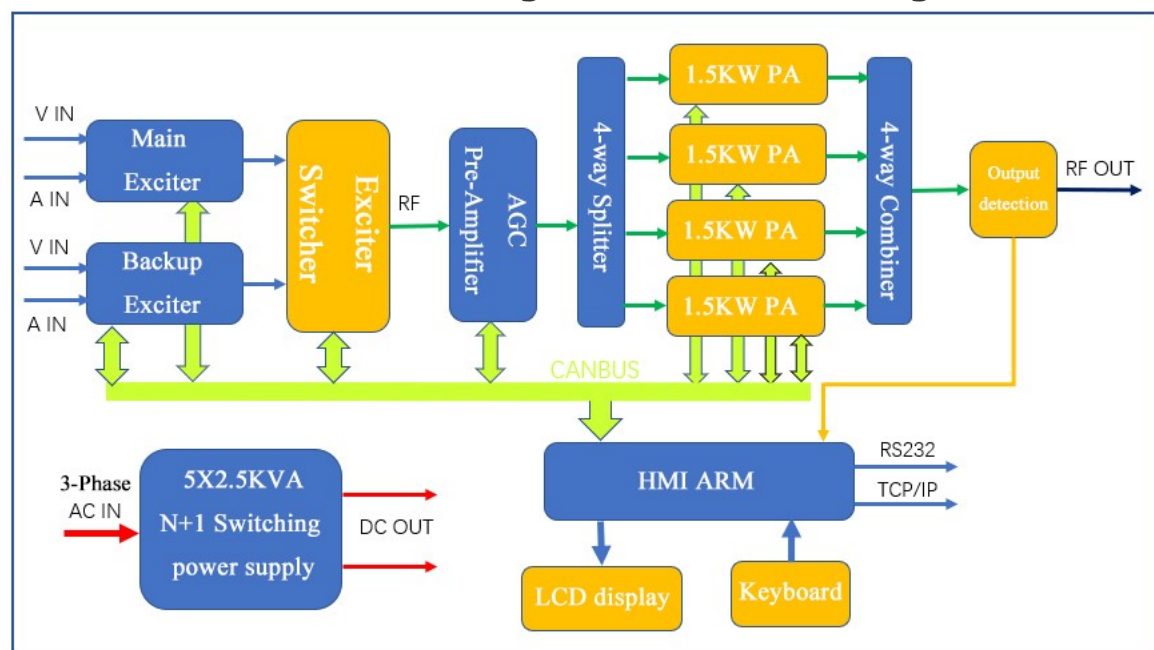 V IN
A IN
Main
Exciter
V IN
A IN
Backup
Exciter
Exciter
Switcher
RF
AGC
Pre-Amplifier
4-way Splitter
1.5KW PA
1.5KW PA
1.5KW PA
1.5KW PA
4-way Combiner
Output
detection
RF OUT
CANBUS
HMI ARM
RS232
TCP/IP
3-Phase
AC IN
5X2.5KVA
N+1 Switching
power supply
DC OUT
LCD display
Keyboard